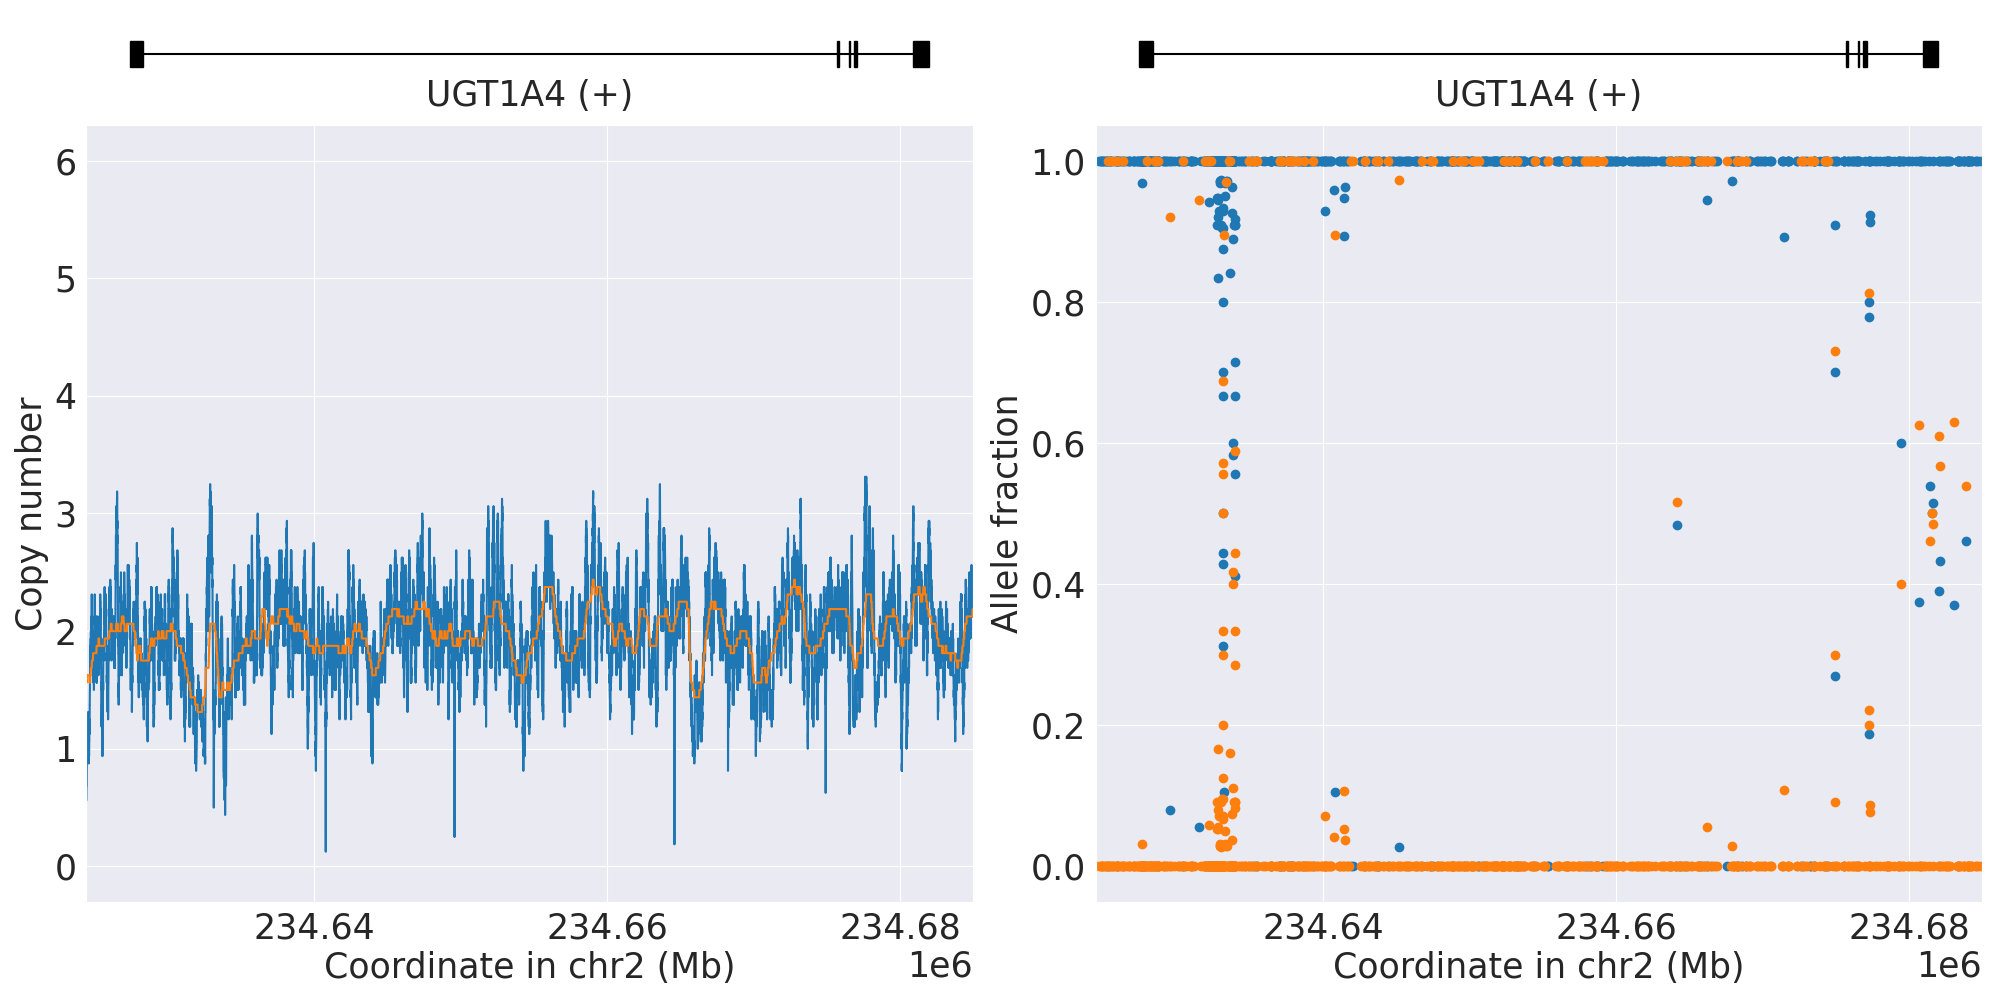 UGT1A4 (+)
6
5
4
3
2
1
0
Copy number
234.64
234.66
234.68
Coordinate in chr2 (Mb)
1e6
UGT1A4 (+)
1.0
0.8
0.6
0.4
0.2
0.0
Allele fraction
234.64
234.66
234.68
Coordinate in chr2 (Mb)
1e6